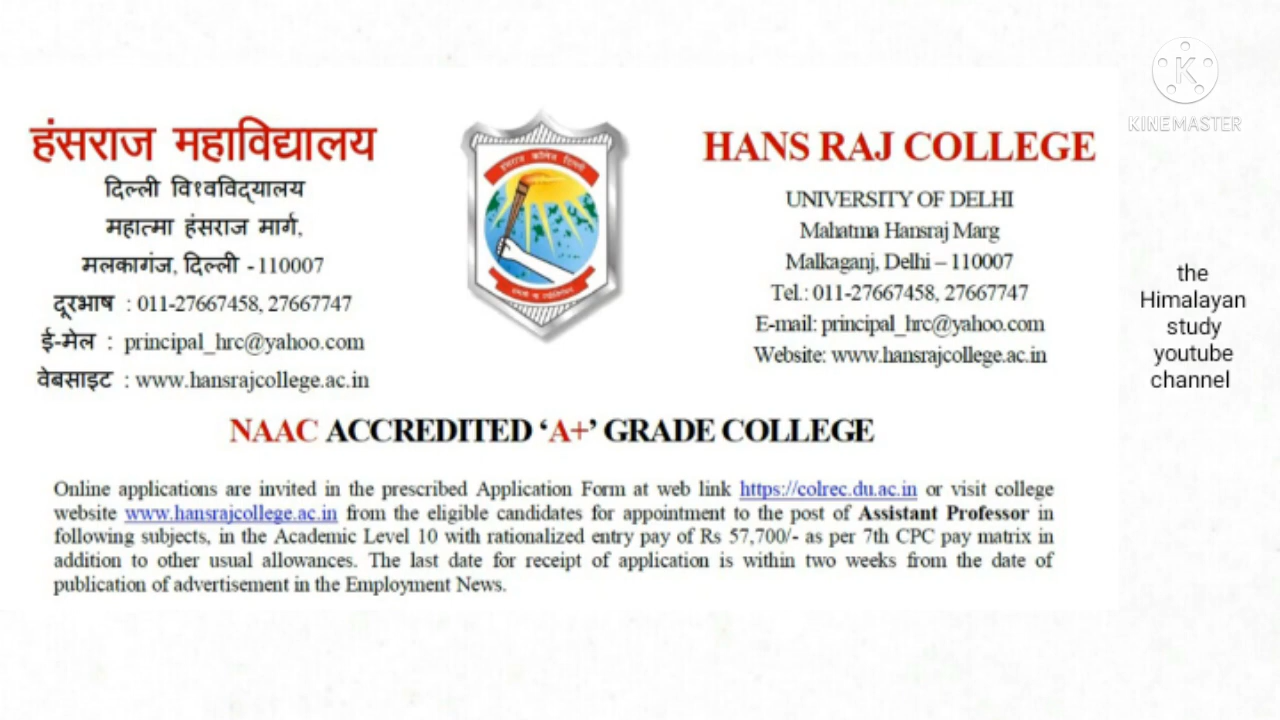 हंसराज महाविद्यालय
दिल्ली विश्वविद्यालय
महात्मा हंसराज मार्ग,
मलकागंज, दिल्ली -110007
दूरभाष : 011-27667458, 27667747
ई-मेल : principal_hrc@yahoo.com
वेबसाइट : www.hansrajcollege.ac.in
हंसराज कॉलेज दिल्ली
तमसो मा ज्योतिर्गमय
HANS RAJ COLLEGE
UNIVERSITY OF DELHI
Mahatma Hansraj Marg
Malkaganj, Delhi – 110007
Tel.: 011-27667458, 27667747
E-mail: principal_hrc@yahoo.com
Website: www.hansrajcollege.ac.in
K
KINEMASTER
the
Himalayan
study
youtube
channel
NAAC ACCREDITED ‘A+’ GRADE COLLEGE
Online applications are invited in the prescribed Application Form at web link https://colrec.du.ac.in or visit college
website www.hansrajcollege.ac.in from the eligible candidates for appointment to the post of Assistant Professor in
following subjects, in the Academic Level 10 with rationalized entry pay of Rs 57,700/- as per 7th CPC pay matrix in
addition to other usual allowances. The last date for receipt of application is within two weeks from the date of
publication of advertisement in the Employment News.